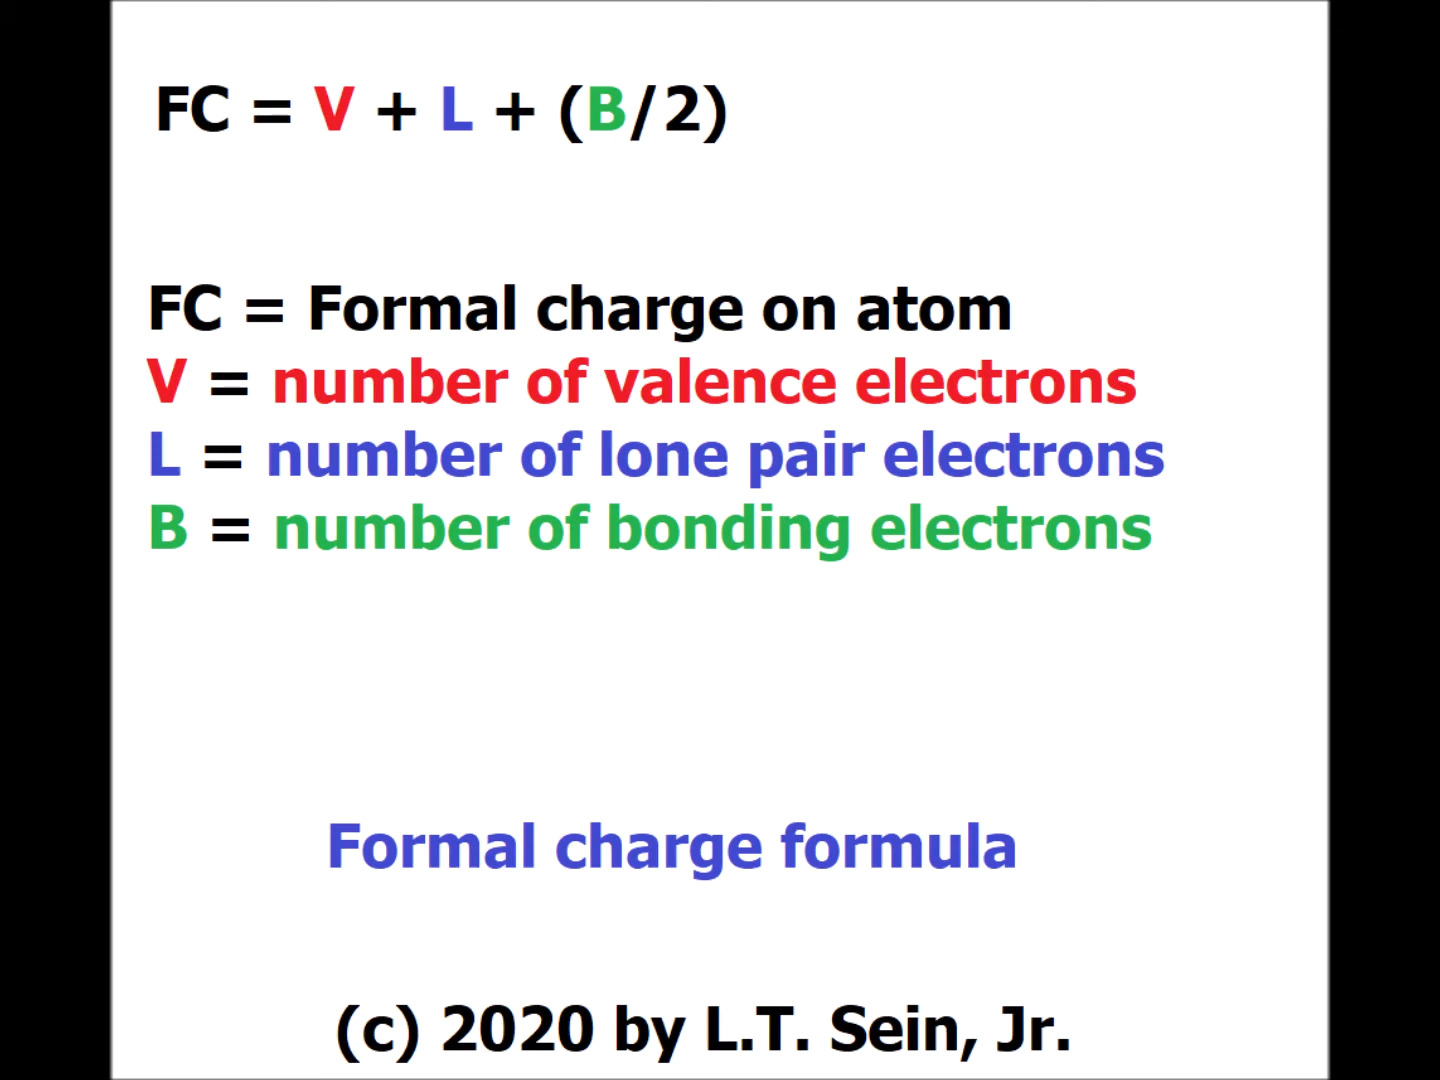 FC = V + L + (B/2)
FC = Formal charge on atom
V = number of valence electrons
L = number of lone pair electrons
B = number of bonding electrons
Formal charge formula
(c) 2020 by L.T. Sein, Jr.